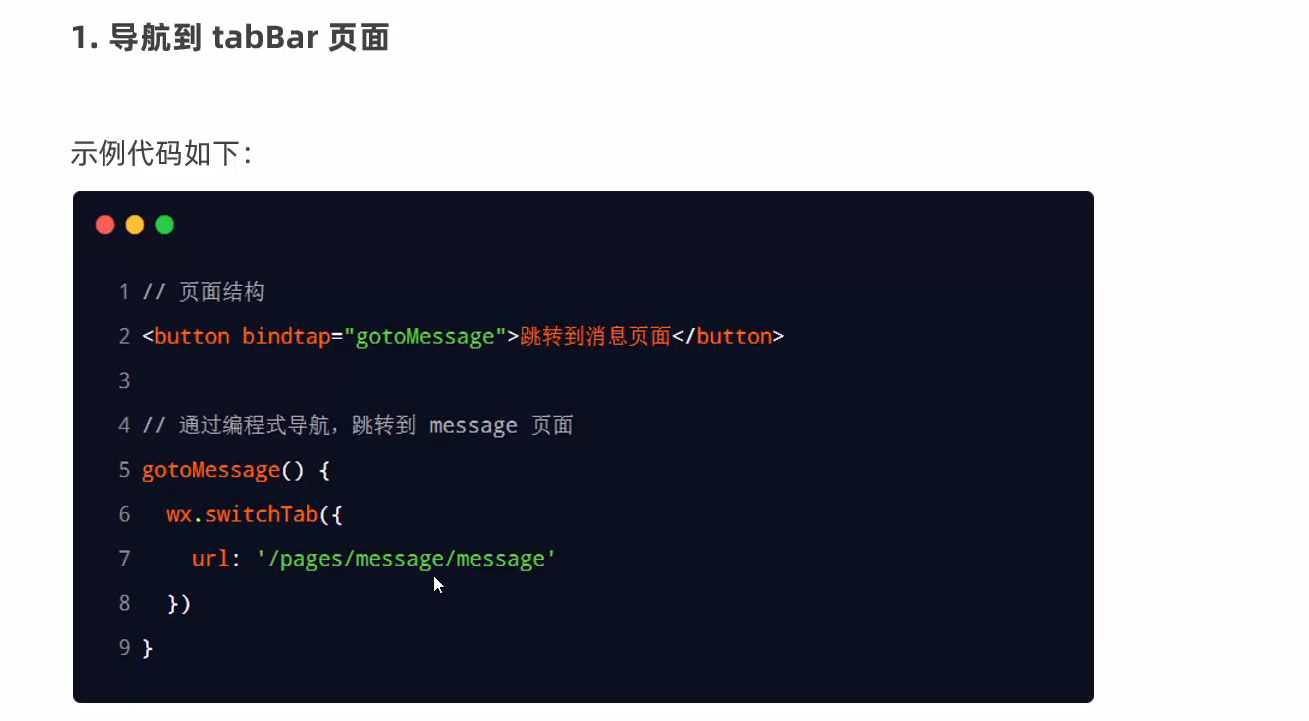 1. 导航到 tabBar 页面
示例代码如下：
1 // 页面结构
2 <button bindtap="gotoMessage">跳转到消息页面</button>
3
4 // 通过编程式导航，跳转到 message 页面
5 gotoMessage() {
6   wx.switchTab({
7     url: '/pages/message/message'
8   })
9 }